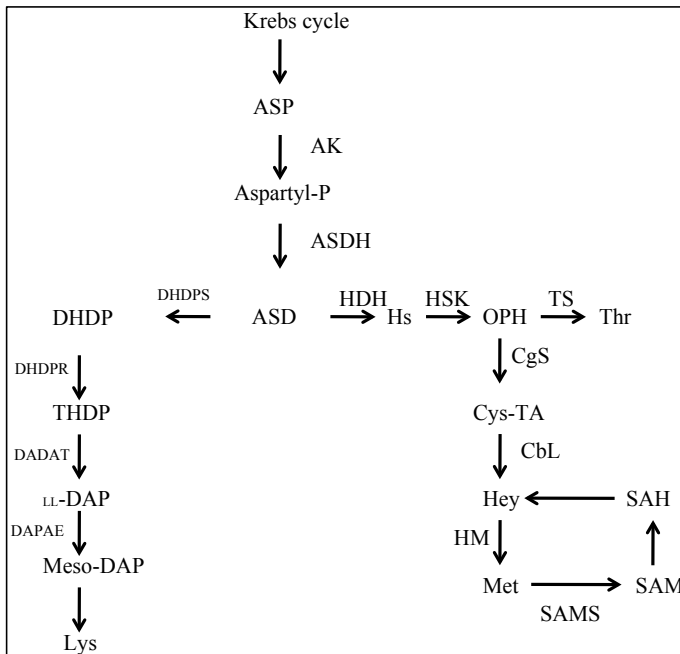 Krebs cycle
ASP
AK
Aspartyl-P
ASDH
DHDP DHDPS ASD HDH Hs HSK OPH TS Thr
DHDPR CgS
THDP Cys-TA
DADAT CbL
LL-DAP Hey SAH
DAPAE HM
Meso-DAP Met SAM
SAMS
Lys